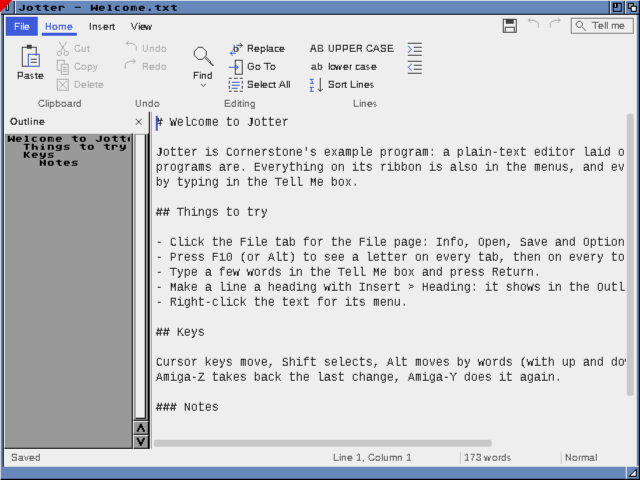 Jotter - Welcome.txt
File Home Insert View Tell me
Paste
Cut
Copy
Delete
Clipboard
Undo
Redo
Undo
Find
Replace
Go To
Select All
Editing
AB UPPER CASE
ab lower case
Sort Lines
Lines
Outline
Welcome to Jott
Things to try
Keys
Notes
# Welcome to Jotter
Jotter is Cornerstone's example program: a plain-text editor laid o
programs are. Everything on its ribbon is also in the menus, and ev
by typing in the Tell Me box.
## Things to try
- Click the File tab for the File page: Info, Open, Save and Option
- Press F10 (or Alt) to see a letter on every tab, then on every to
- Type a few words in the Tell Me box and press Return.
- Make a line a heading with Insert > Heading: it shows in the Outl
- Right-click the text for its menu.
## Keys
Cursor keys move, Shift selects, Alt moves by words (with up and do
Amiga-Z takes back the last change, Amiga-Y does it again.
### Notes
Saved Line 1, Column 1 173 words Normal